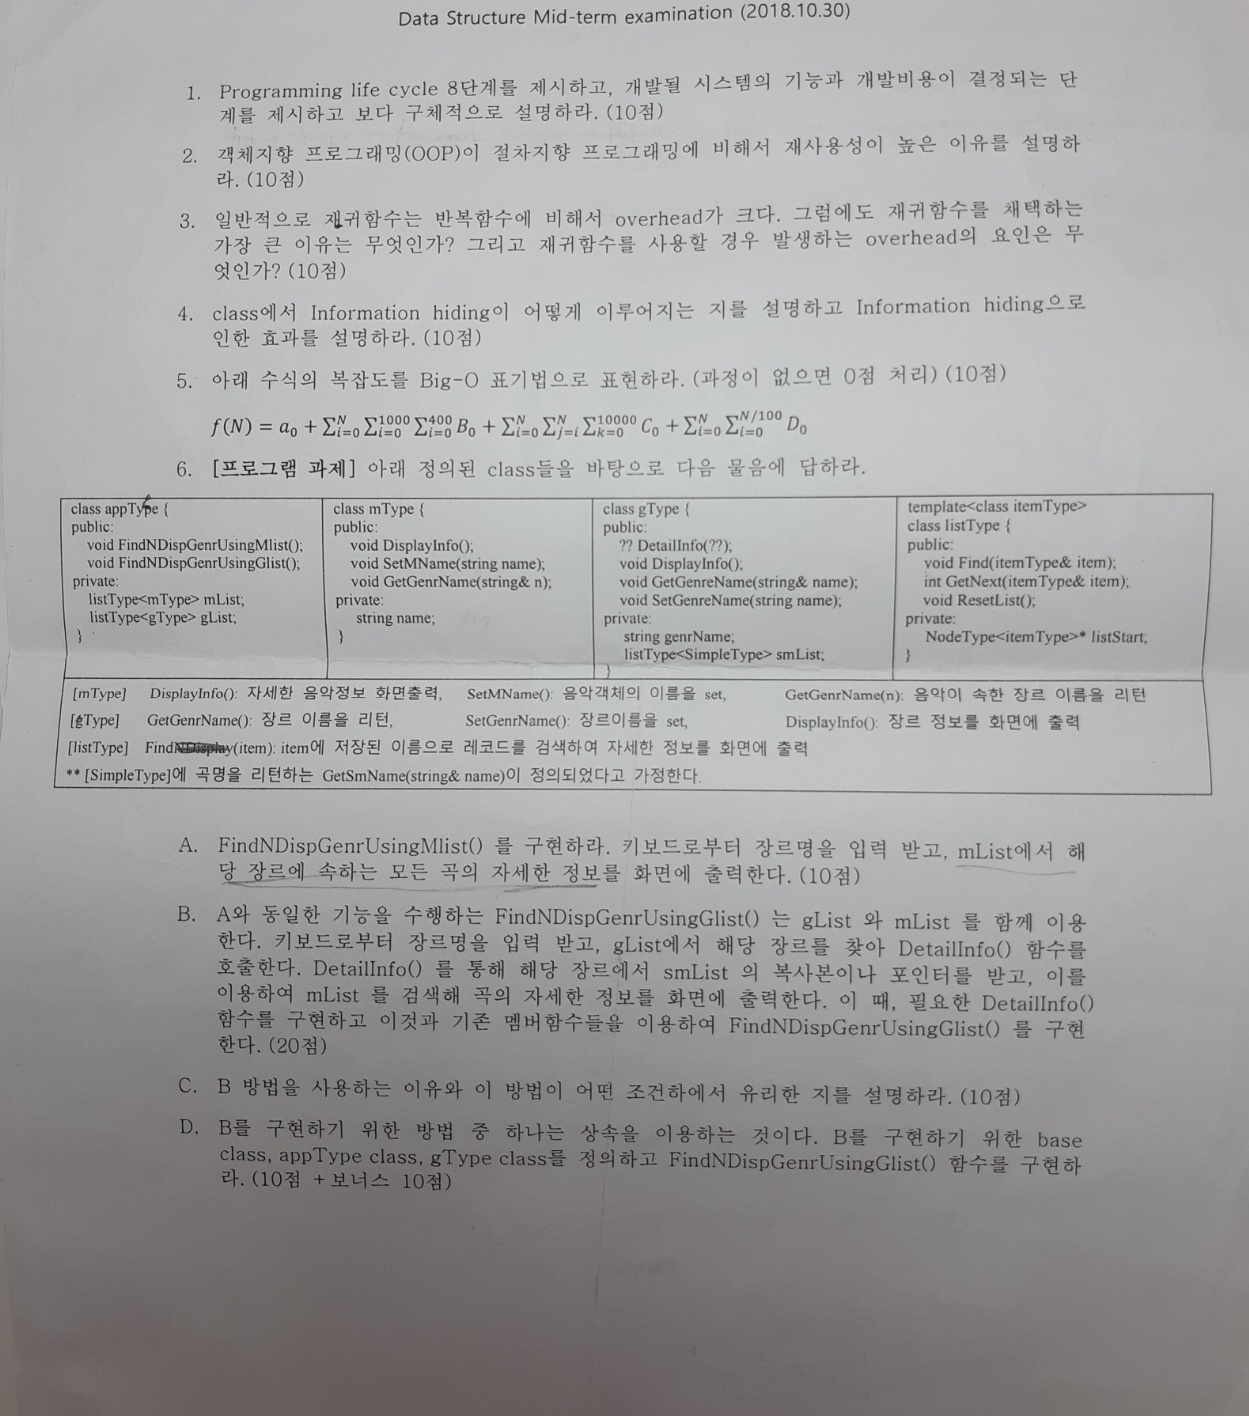 Data Structure Mid-term examination (2018.10.30)
1. Programming life cycle 8단계를 제시하고, 개발될 시스템의 기능과 개발비용이 결정되는 단
계를 제시하고 보다 구체적으로 설명하라. (10점)
2. 객체지향 프로그래밍(OOP)이 절차지향 프로그래밍에 비해서 재사용성이 높은 이유를 설명하
라. (10점)
3. 일반적으로 재귀함수는 반복함수에 비해서 overhead가 크다. 그럼에도 재귀함수를 채택하는
가장 큰 이유는 무엇인가? 그리고 재귀함수를 사용할 경우 발생하는 overhead의 요인은 무
엇인가? (10점)
4. class에서 Information hiding이 어떻게 이루어지는 지를 설명하고 Information hiding으로
인한 효과를 설명하라. (10점)
5. 아래 수식의 복잡도를 Big-O 표기법으로 표현하라. (과정이 없으면 0점 처리) (10점)
f(N) = a₀ + ∑_{i=0}^{N} ∑_{i=0}^{1000} ∑_{i=0}^{400} B₀ + ∑_{i=0}^{N} ∑_{j=i}^{N} ∑_{k=0}^{10000} C₀ + ∑_{i=0}^{N} ∑_{i=0}^{N/100} D₀
6. [프로그램 과제] 아래 정의된 class들을 바탕으로 다음 물음에 답하라.
class appType {
public:
void FindNDispGenrUsingMlist();
void FindNDispGenrUsingGlist();
private:
listType<mType> mList;
listType<gType> gList;
}
class mType {
public:
void DisplayInfo();
void SetMName(string name);
void GetGenrName(string& n);
private:
string name;
}
class gType {
public:
?? DetailInfo(??);
void DisplayInfo();
void GetGenreName(string& name);
void SetGenreName(string name);
private:
string genrName;
listType<SimpleType> smList;
}
template<class itemType>
class listType {
public:
void Find(itemType& item);
int GetNext(itemType& item);
void ResetList();
private:
NodeType<itemType>* listStart;
}
[mType] DisplayInfo(): 자세한 음악정보 화면출력, SetMName(): 음악객체의 이름을 set, GetGenrName(n): 음악이 속한 장르 이름을 리턴
[gType] GetGenrName(): 장르 이름을 리턴, SetGenrName(): 장르이름을 set, DisplayInfo(): 장르 정보를 화면에 출력
[listType] FindNDisplay(item): item에 저장된 이름으로 레코드를 검색하여 자세한 정보를 화면에 출력
** [SimpleType]에 곡명을 리턴하는 GetSmName(string& name)이 정의되었다고 가정한다.
A. FindNDispGenrUsingMlist() 를 구현하라. 키보드로부터 장르명을 입력 받고, mList에서 해
당 장르에 속하는 모든 곡의 자세한 정보를 화면에 출력한다. (10점)
B. A와 동일한 기능을 수행하는 FindNDispGenrUsingGlist() 는 gList 와 mList 를 함께 이용
한다. 키보드로부터 장르명을 입력 받고, gList에서 해당 장르를 찾아 DetailInfo() 함수를
호출한다. DetailInfo() 를 통해 해당 장르에서 smList 의 복사본이나 포인터를 받고, 이를
이용하여 mList 를 검색해 곡의 자세한 정보를 화면에 출력한다. 이 때, 필요한 DetailInfo()
함수를 구현하고 이것과 기존 멤버함수들을 이용하여 FindNDispGenrUsingGlist() 를 구현
한다. (20점)
C. B 방법을 사용하는 이유와 이 방법이 어떤 조건하에서 유리한 지를 설명하라. (10점)
D. B를 구현하기 위한 방법 중 하나는 상속을 이용하는 것이다. B를 구현하기 위한 base
class, appType class, gType class를 정의하고 FindNDispGenrUsingGlist() 함수를 구현하
라. (10점 +보너스 10점)